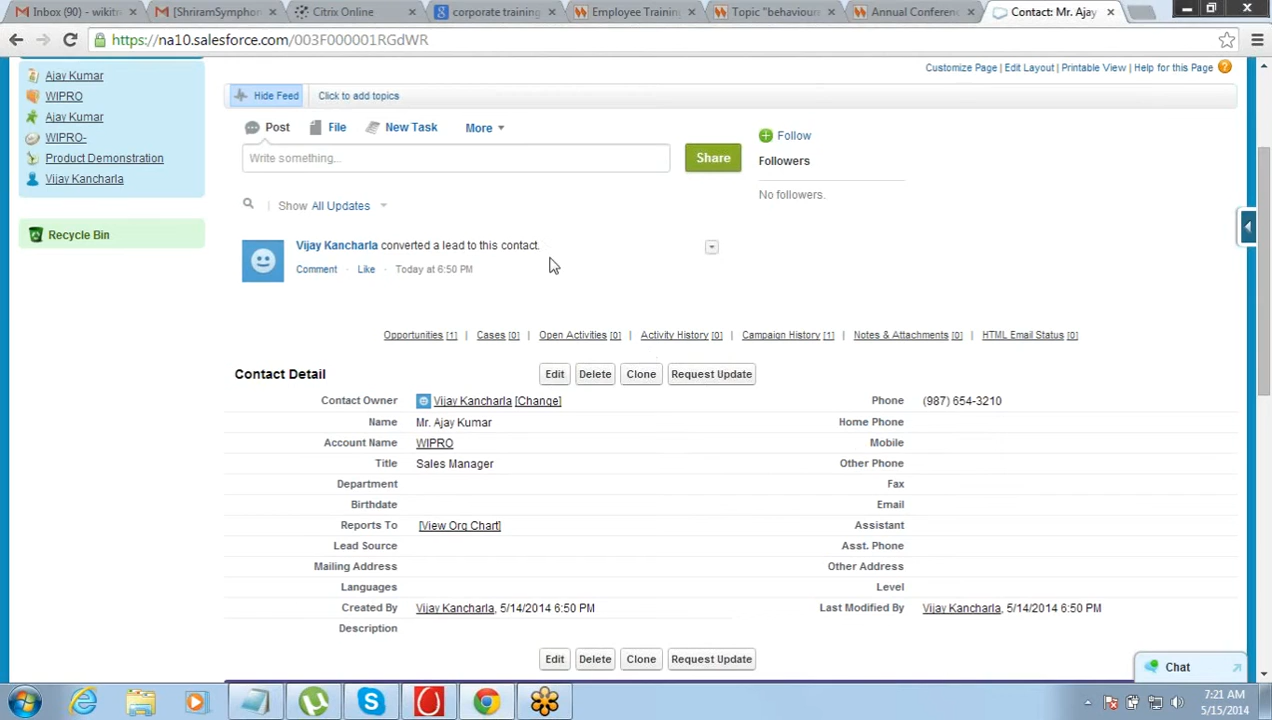 Inbox (90) - wikitr
[ShriramSymphon
Citrix Online
corporate training
Employee Training
Topic "behaviour
Annual Conferenc
Contact: Mr. Ajay
https://na10.salesforce.com/003F000001RGdWR
Customize Page | Edit Layout | Printable View | Help for this Page
Ajay Kumar
WIPRO
Ajay Kumar
WIPRO-
Product Demonstration
Vijay Kancharla
Recycle Bin
Hide Feed Click to add topics
Post File New Task More
Write something...
Share
Follow
Followers
No followers.
Show All Updates
Vijay Kancharla converted a lead to this contact.
Comment · Like · Today at 6:50 PM
Opportunities [1] | Cases [0] | Open Activities [0] | Activity History [0] | Campaign History [1] | Notes & Attachments [0] | HTML Email Status [0]
Contact Detail Edit Delete Clone Request Update
Contact Owner Vijay Kancharla [Change] Phone (987) 654-3210
Name Mr. Ajay Kumar Home Phone
Account Name WIPRO Mobile
Title Sales Manager Other Phone
Department Fax
Birthdate Email
Reports To [View Org Chart] Assistant
Lead Source Asst. Phone
Mailing Address Other Address
Languages Level
Created By Vijay Kancharla, 5/14/2014 6:50 PM Last Modified By Vijay Kancharla, 5/14/2014 6:50 PM
Description
Edit Delete Clone Request Update
Chat
7:21 AM
5/15/2014